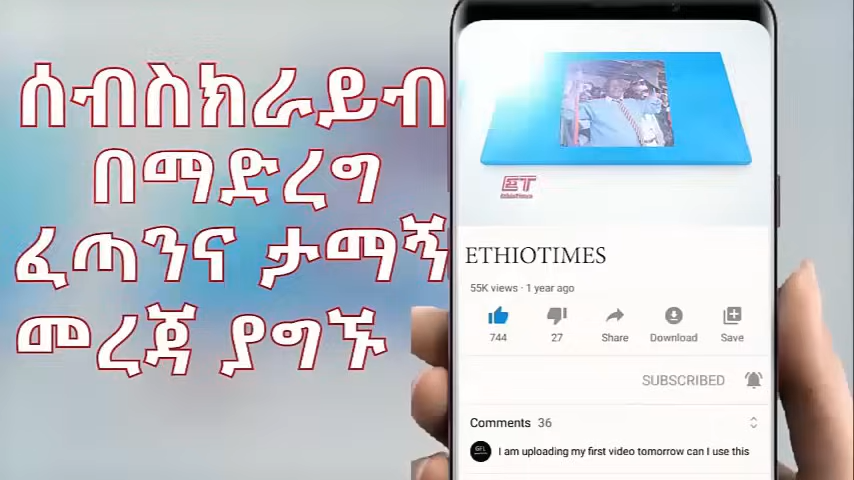 ሰብስክራይብ
በማድረግ
ፈጣንና ታማኝ
መረጃ ያግኙ
ET
EthioTimes
ETHIOTIMES
55K views · 1 year ago
744 27 Share Download Save
SUBSCRIBED
Comments 36
I am uploading my first video tomorrow can I use this